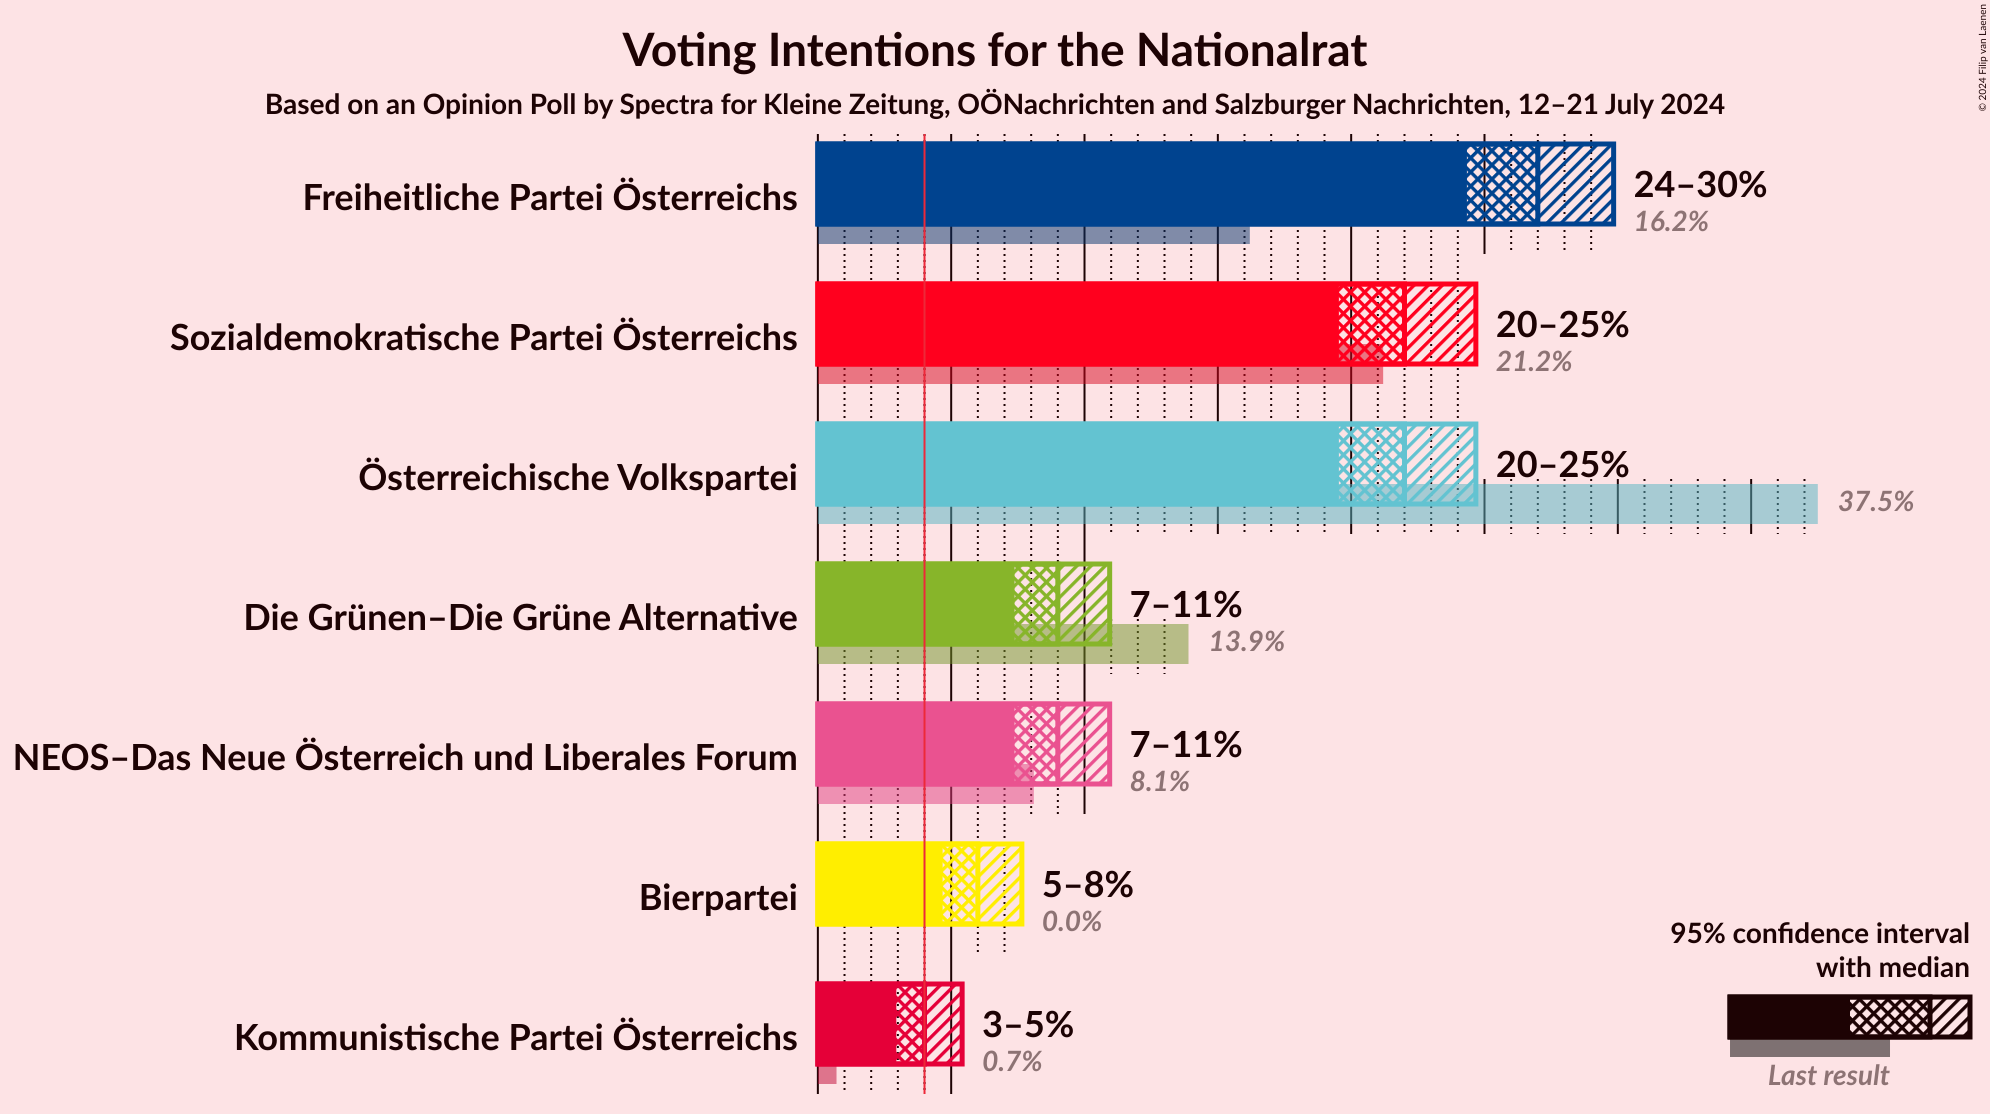 Voting Intentions for the Nationalrat
Based on an Opinion Poll by Spectra for Kleine Zeitung, OÖNachrichten and Salzburger Nachrichten, 12–21 July 2024
© 2024 Filip van Laenen
Freiheitliche Partei Österreichs
24–30%
16.2%
Sozialdemokratische Partei Österreichs
20–25%
21.2%
Österreichische Volkspartei
20–25%
37.5%
Die Grünen–Die Grüne Alternative
7–11%
13.9%
NEOS–Das Neue Österreich und Liberales Forum
7–11%
8.1%
Bierpartei
5–8%
0.0%
Kommunistische Partei Österreichs
3–5%
0.7%
95% confidence interval
with median
Last result